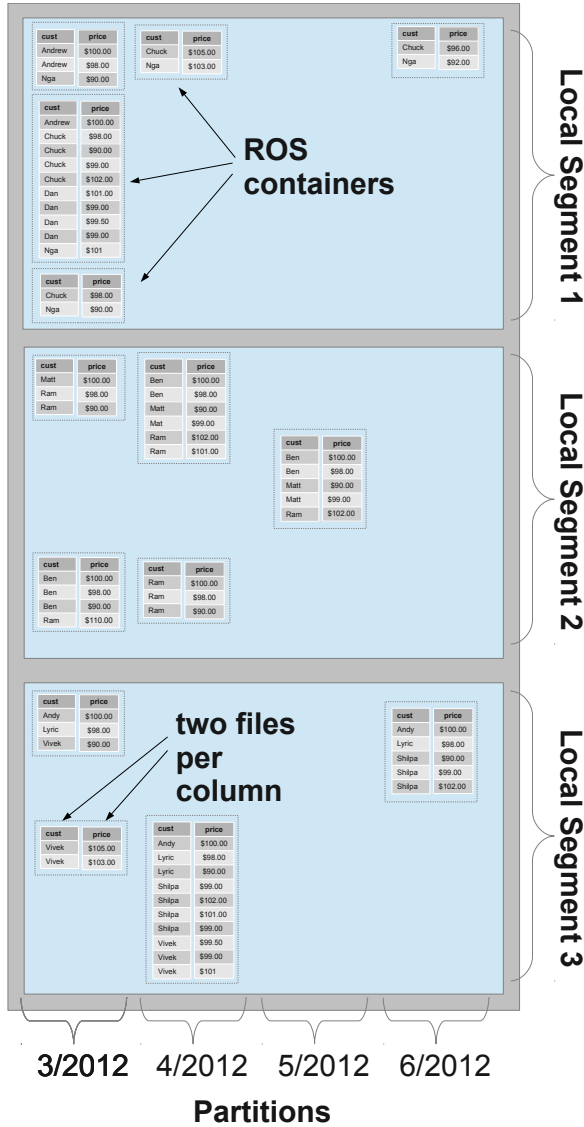 cust price
Andrew $100.00
Andrew $98.00
Nga $90.00
cust price
Chuck $105.00
Nga $103.00
cust price
Chuck $96.00
Nga $92.00
cust price
Andrew $100.00
Chuck $98.00
Chuck $90.00
Chuck $99.00
Chuck $102.00
Dan $101.00
Dan $99.00
Dan $99.50
Dan $99.00
Nga $101
ROS
containers
cust price
Chuck $98.00
Nga $90.00
Local Segment 1
cust price
Matt $100.00
Ram $98.00
Ram $90.00
cust price
Ben $100.00
Ben $98.00
Matt $90.00
Mat $99.00
Ram $102.00
Ram $101.00
cust price
Ben $100.00
Ben $98.00
Matt $90.00
Matt $99.00
Ram $102.00
cust price
Ben $100.00
Ben $98.00
Ben $90.00
Ram $110.00
cust price
Ram $100.00
Ram $98.00
Ram $90.00
Local Segment 2
cust price
Andy $100.00
Lyric $98.00
Vivek $90.00
two files
per
column
cust price
Andy $100.00
Lyric $98.00
Shilpa $90.00
Shilpa $99.00
Shilpa $102.00
cust price
Vivek $105.00
Vivek $103.00
cust price
Andy $100.00
Lyric $98.00
Lyric $90.00
Shilpa $99.00
Shilpa $102.00
Shilpa $101.00
Shilpa $99.00
Vivek $99.50
Vivek $99.00
Vivek $101
Local Segment 3
3/2012 4/2012 5/2012 6/2012
Partitions